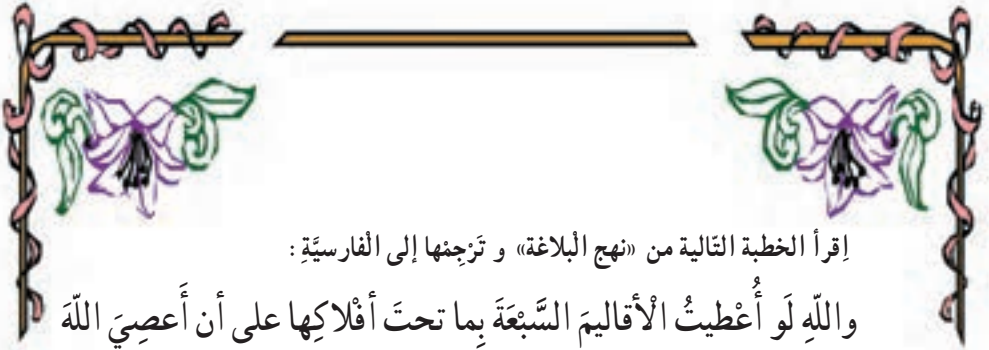 اِقرأ الخطبة التّالية من «نهج الْبلاغة» و تَرْجِمْها إلى الْفارسيَّةِ :
واللّهِ لَو أُعْطيتُ الْأقاليمَ السَّبْعَةَ بِما تحتَ أفْلاكِها على أن أَعصِيَ اللّهَ